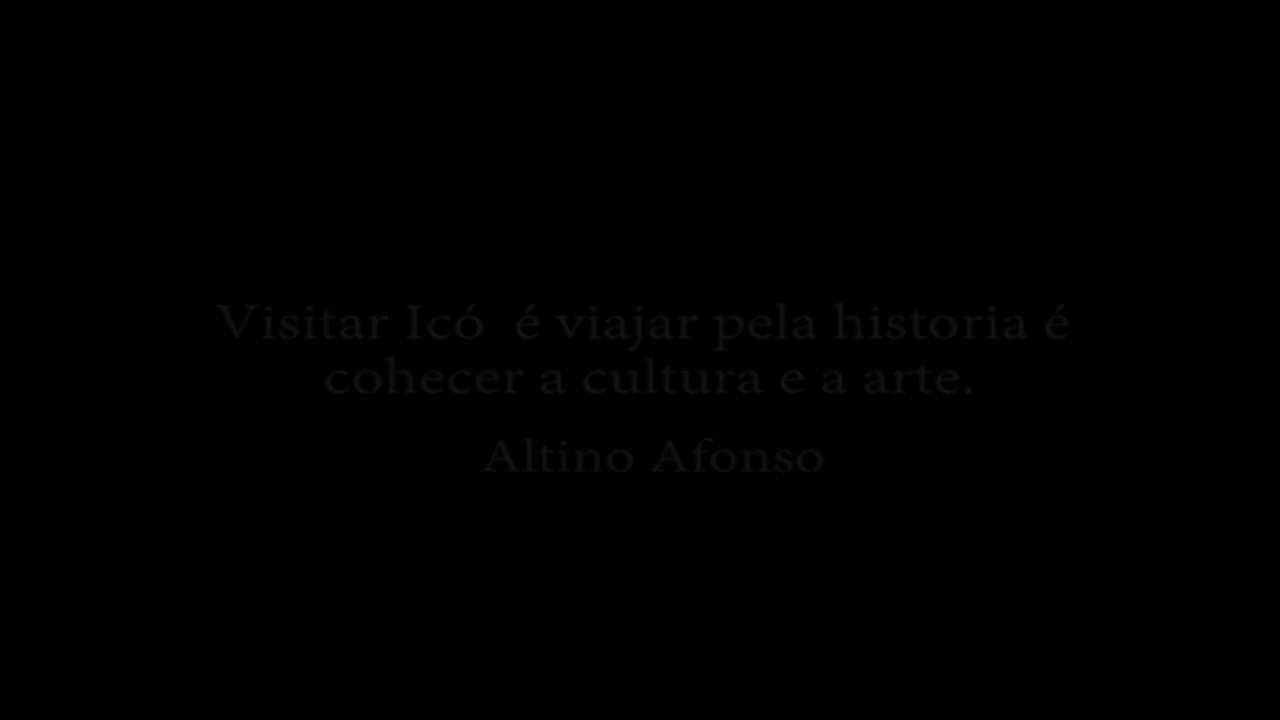 Visitar Icó  é viajar pela historia é
cohecer a cultura e a arte.
Altino Afonso